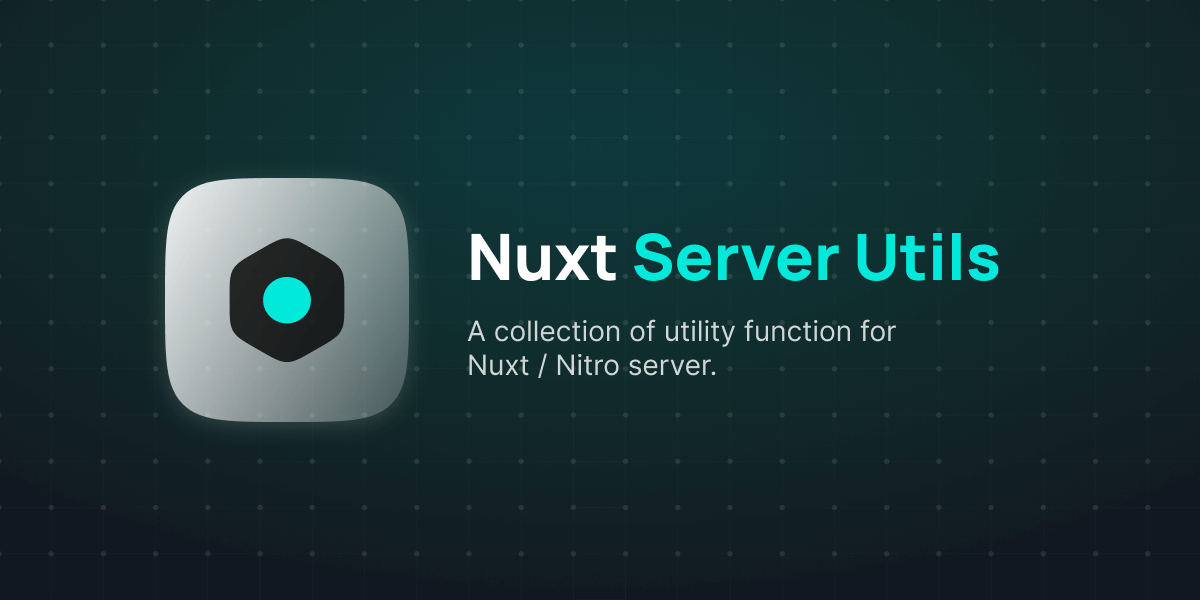 Nuxt Server Utils
A collection of utility function for
Nuxt / Nitro server.